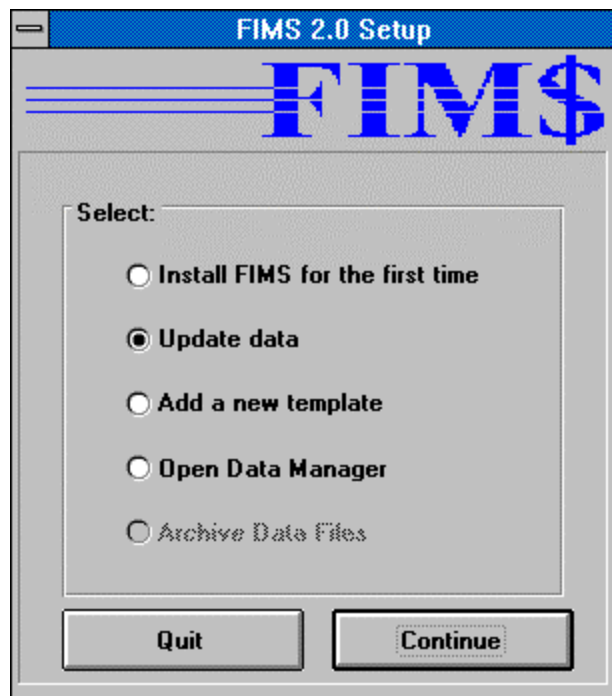 FIMS 2.0 Setup
FIM$
Select:
Install FIMS for the first time
Update data
Add a new template
Open Data Manager
Archive Data Files
Quit
Continue